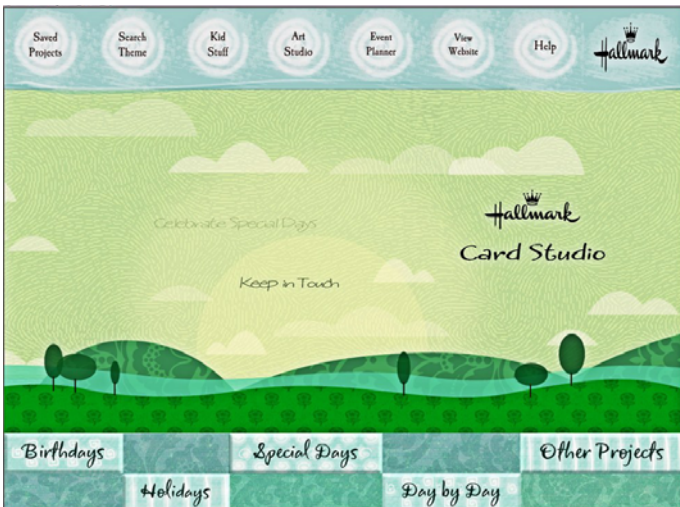 Saved
Projects
Search
Theme
Kid
Stuff
Art
Studio
Event
Planner
View
Website
Help
Hallmark
Hallmark
Card Studio
Celebrate Special Days
Keep in Touch
Birthdays
Special Days
Other Projects
Holidays
Day by Day